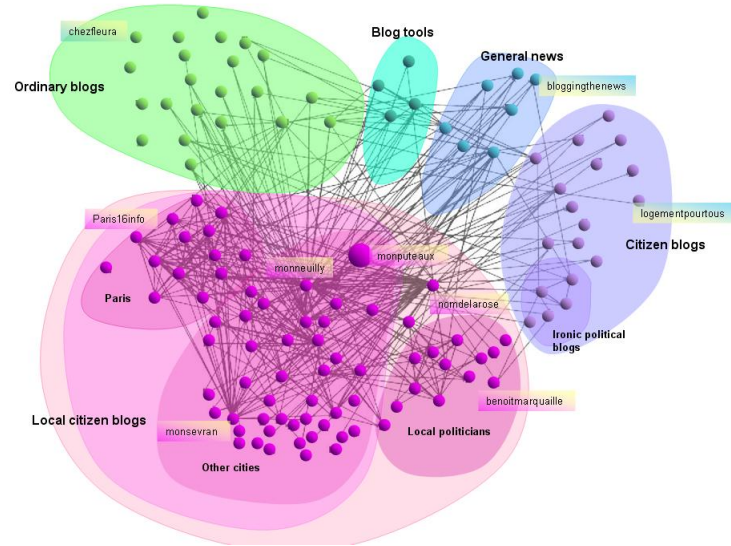 chezfleura
Blog tools
General news
Ordinary blogs
bloggingthenews
Paris16info
logementpourtous
monneuilly
monputeaux
Citizen blogs
Paris
nomdelarose
Ironic political
blogs
benoitmarquaille
Local citizen blogs
monsevran
Local politicians
Other cities